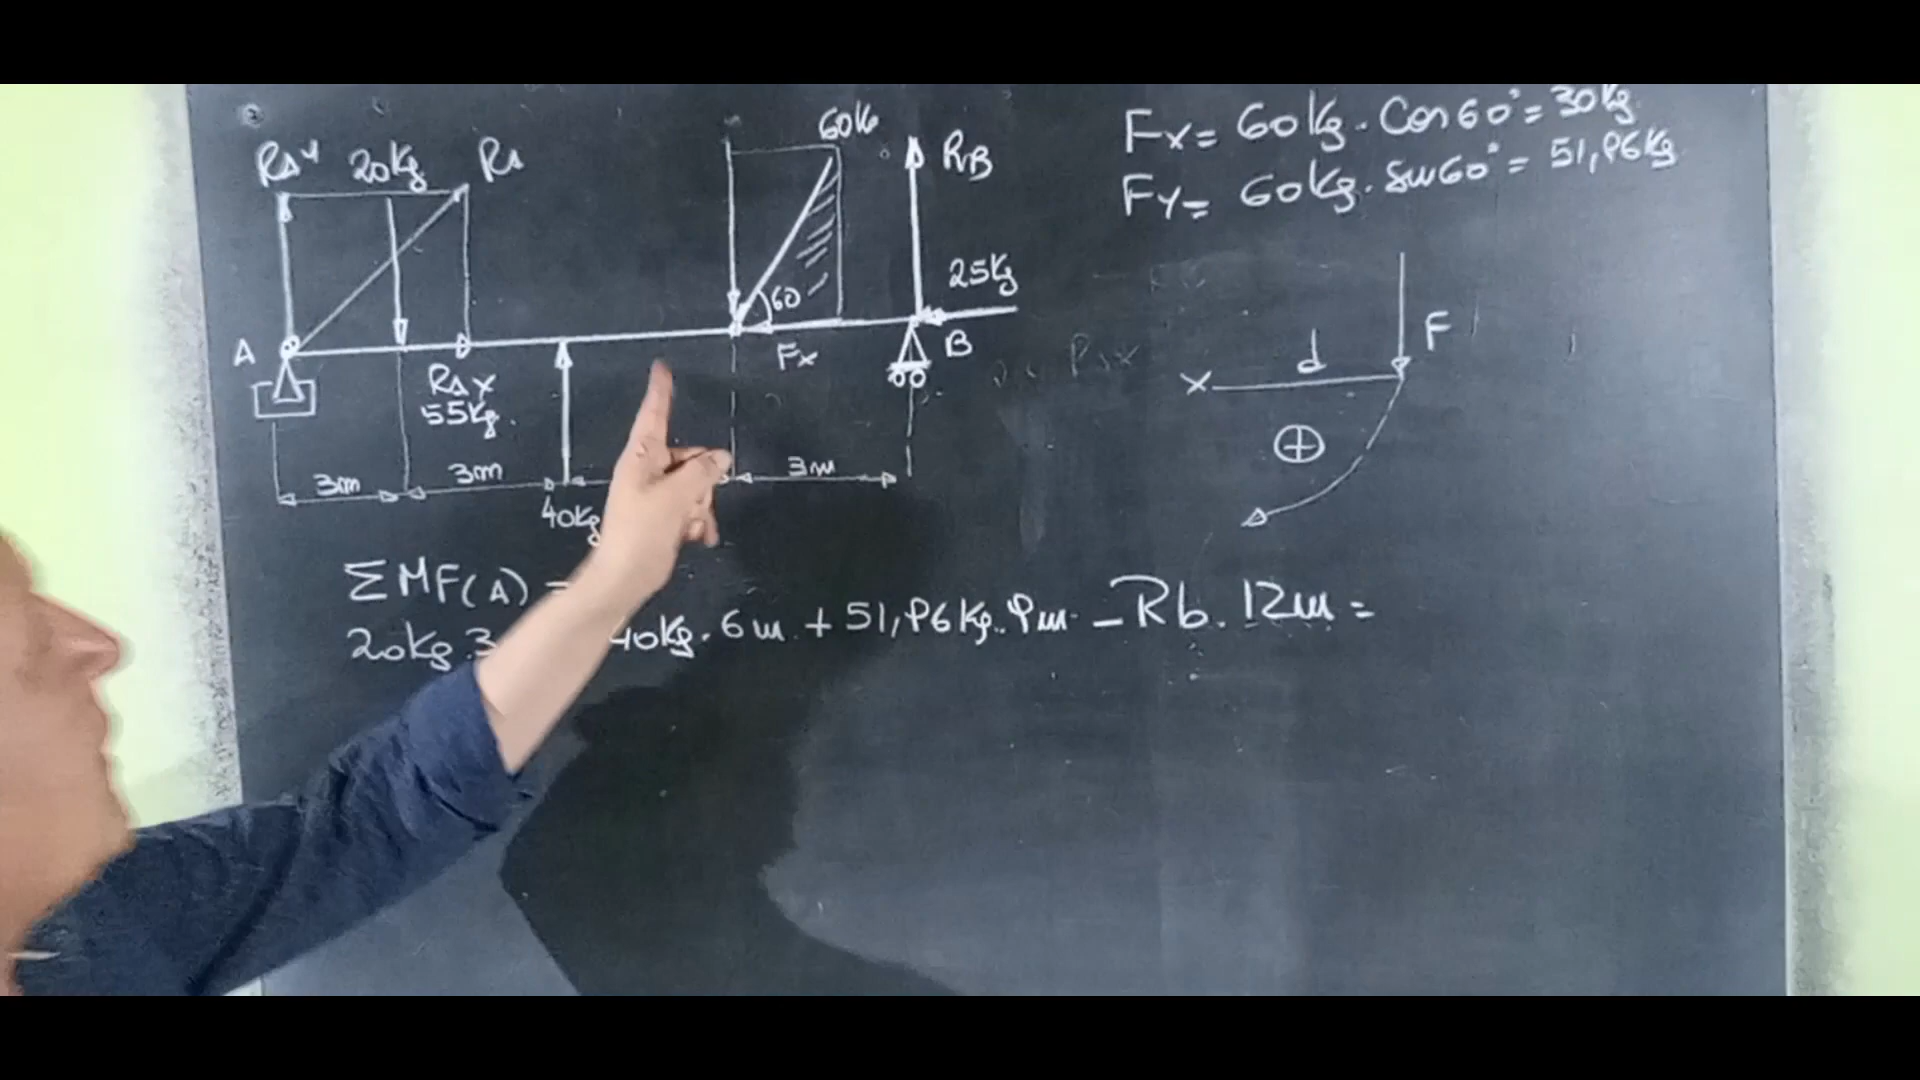 RAY 20Kg RA
60K
RB
25Kg
60
A
RAX
55Kg.
Fx
B
3m 3m 3m
40Kg
Fx = 60Kg. Cos60° = 30Kg.
Fy = 60Kg. sen60° = 51,96Kg
d
F
X
+
ΣMF(A) =
20Kg.3 40Kg. 6m + 51,96Kg. 9m - Rb. 12m =